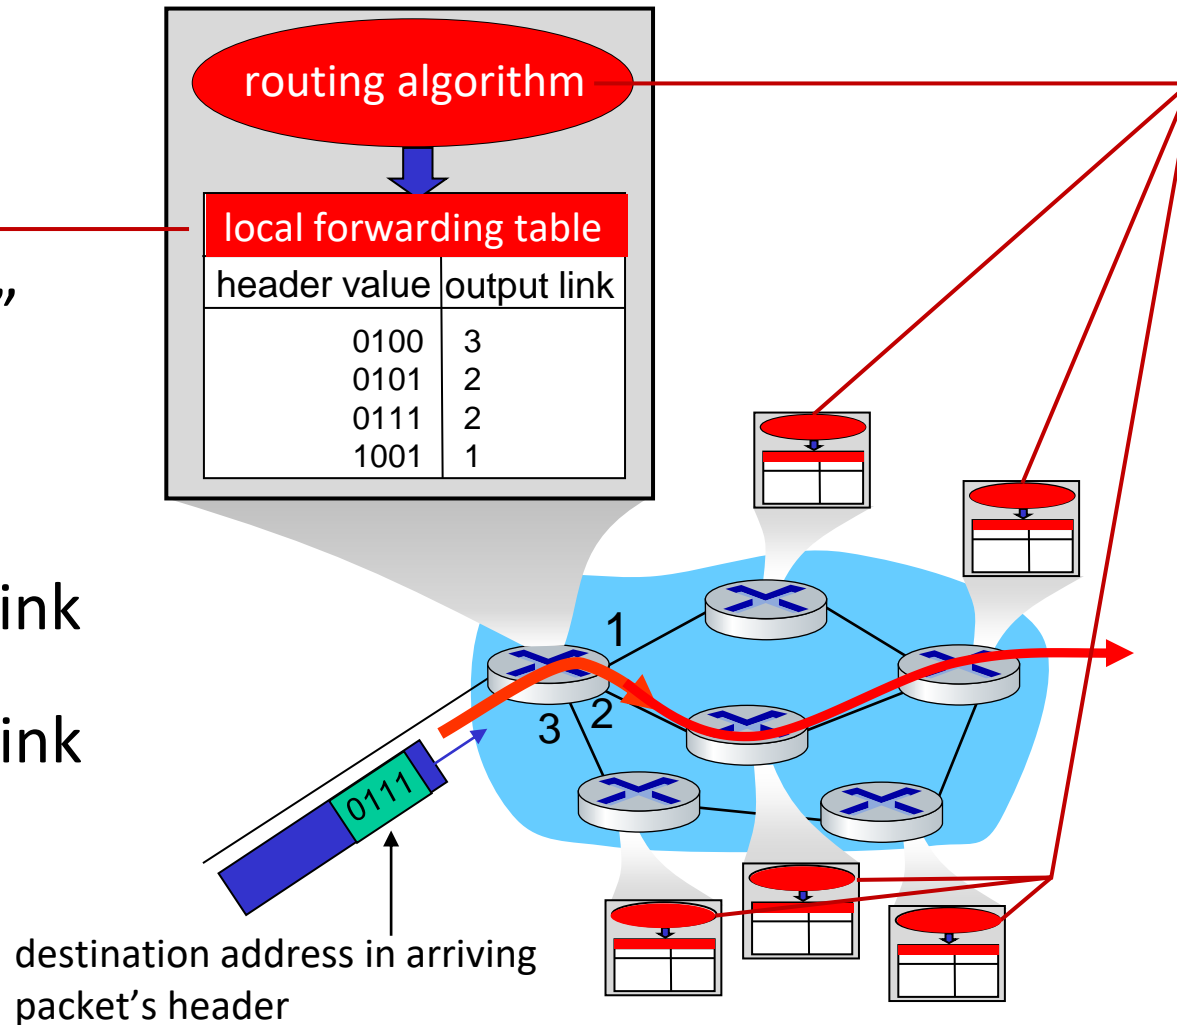 routing algorithm
local forwarding table
header value output link
0100 3
0101 2
0111 2
1001 1
”
ink
ink
1
2
3
0111
destination address in arriving
packet’s header